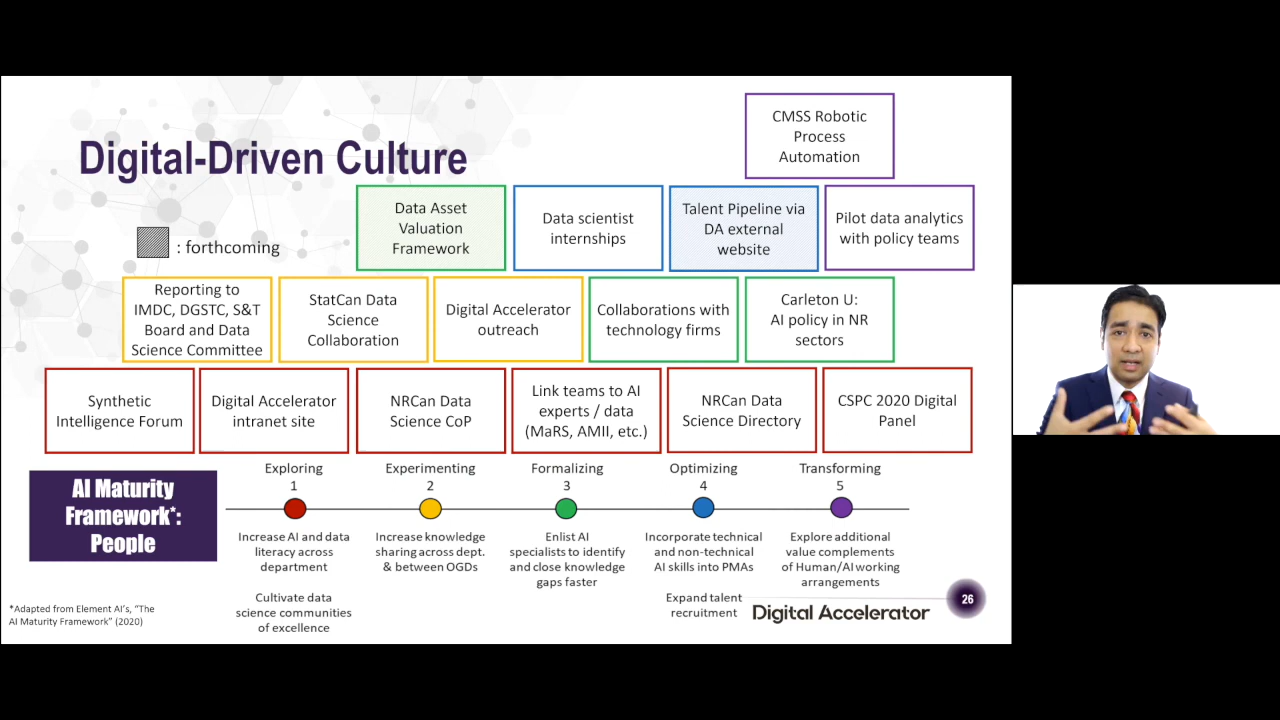 CMSS Robotic
Process
Automation
Digital-Driven Culture
Data Asset
Valuation
Framework
Data scientist
internships
Talent Pipeline via
DA external
website
Pilot data analytics
with policy teams
: forthcoming
Reporting to
IMDC, DGSTC, S&T
Board and Data
Science Committee
StatCan Data
Science
Collaboration
Digital Accelerator
outreach
Collaborations with
technology firms
Carleton U:
AI policy in NR
sectors
Synthetic
Intelligence Forum
Digital Accelerator
intranet site
NRCan Data
Science CoP
Link teams to AI
experts / data
(MaRS, AMII, etc.)
NRCan Data
Science Directory
CSPC 2020 Digital
Panel
AI Maturity
Framework*:
People
Exploring
1
Increase AI and data
literacy across
department
Cultivate data
science communities
of excellence
Experimenting
2
Increase knowledge
sharing across dept.
& between OGDs
Formalizing
3
Enlist AI
specialists to identify
and close knowledge
gaps faster
Optimizing
4
Incorporate technical
and non-technical
AI skills into PMAs
Expand talent
recruitment
Transforming
5
Explore additional
value complements
of Human/AI working
arrangements
*Adapted from Element AI's, "The
AI Maturity Framework" (2020)
Digital Accelerator
26